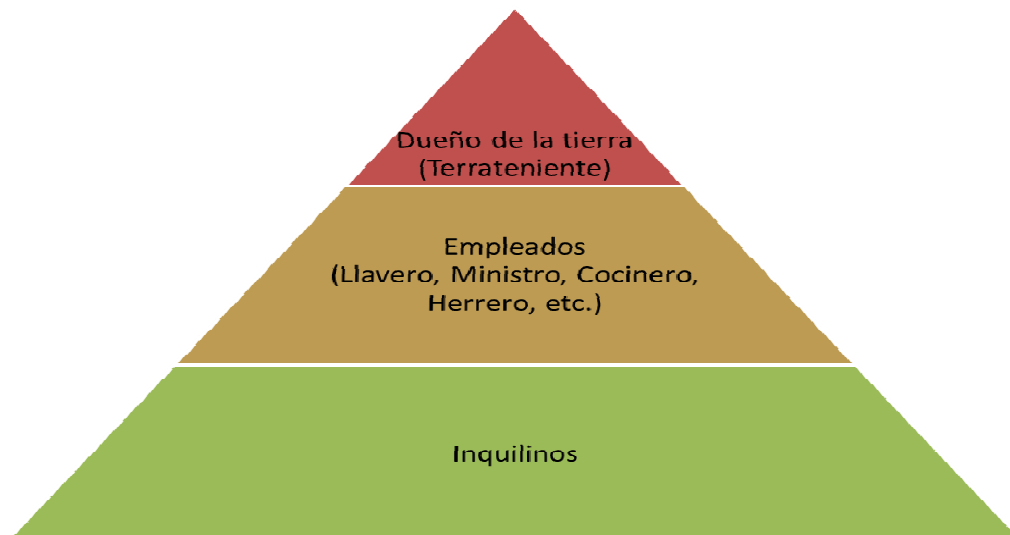 Dueño de la tierra
(Terrateniente)
Empleados
(Llavero, Ministro, Cocinero,
Herrero, etc.)
Inquilinos